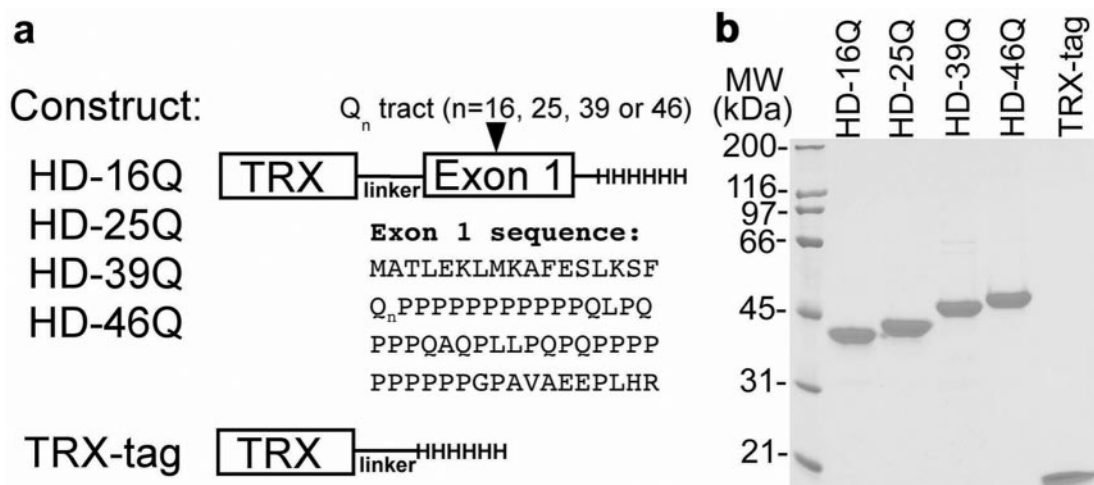 a
Construct:
Qn tract (n=16, 25, 39 or 46)
HD-16Q
HD-25Q
HD-39Q
HD-46Q
TRX
linker
Exon 1
HHHHHH
Exon 1 sequence:
MATLEKLMKAFESLKSF
QnPPPPPPPPPPPQLPQ
PPPQAQPLLPQPQPPPP
PPPPPPGPAVAEEPLHR
TRX-tag
TRX
linker
HHHHHH
b
MW
(kDa)
HD-16Q
HD-25Q
HD-39Q
HD-46Q
TRX-tag
200-
116-
97-
66-
45-
31-
21-